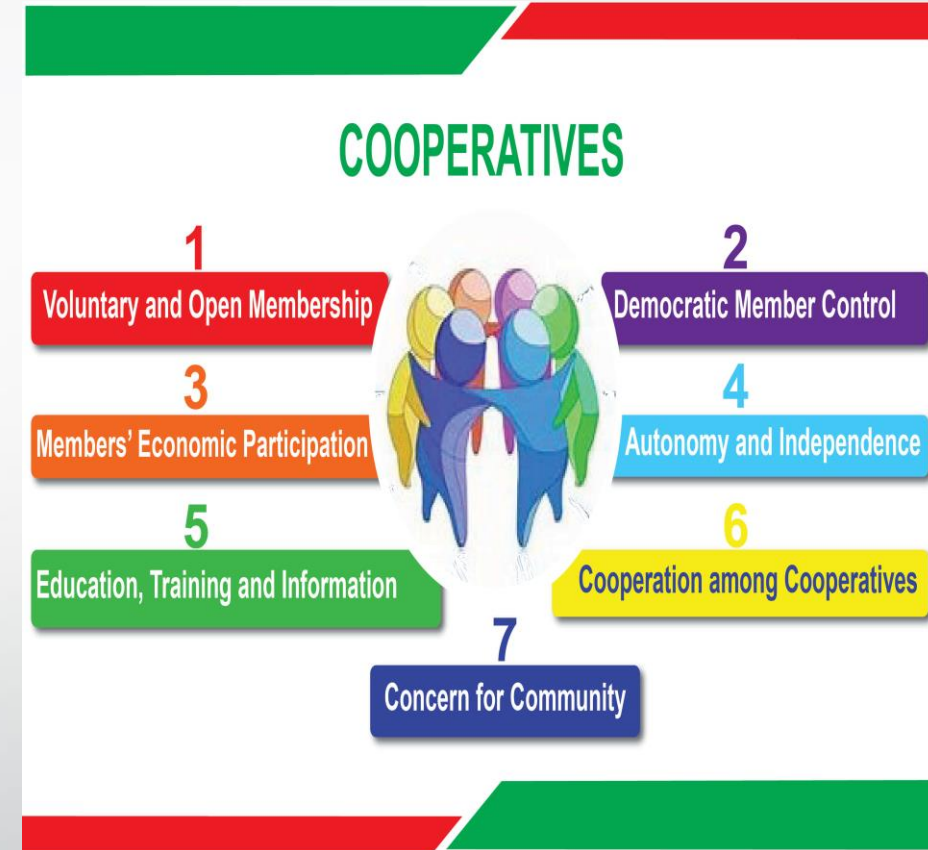 COOPERATIVES
1
Voluntary and Open Membership
2
Democratic Member Control
3
Members' Economic Participation
4
Autonomy and Independence
5
Education, Training and Information
6
Cooperation among Cooperatives
7
Concern for Community